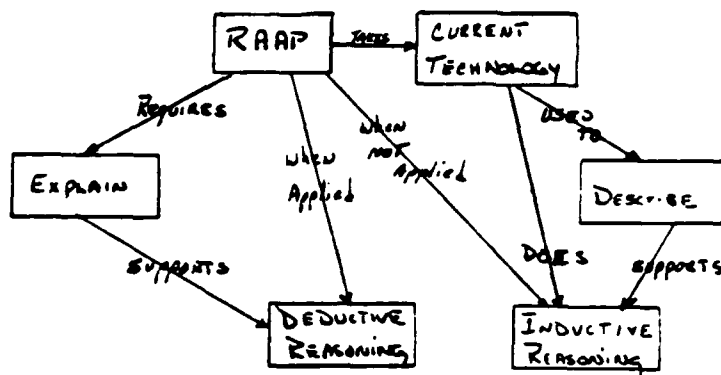 RAAP
TAKES
CURRENT
TECHNOLOGY
REQUIRES
when
NOT
Applied
USED
TO
when
Applied
EXPLAIN
DESCRIBE
SUPPORTS
DOES
SUPPORTS
DEDUCTIVE
REASONING
INDUCTIVE
REASONING